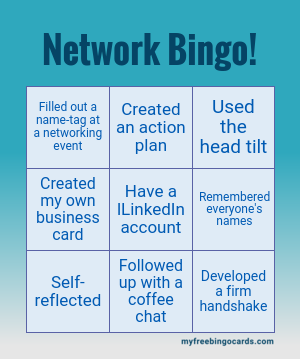 Network Bingo!
Filled out a
name-tag at
a networking
event
Created
an action
plan
Used
the
head tilt
Created
my own
business
card
Have a
lLinkedIn
account
Remembered
everyone's
names
Self-
reflected
Followed
up with a
coffee
chat
Developed
a firm
handshake
myfreebingocards.com